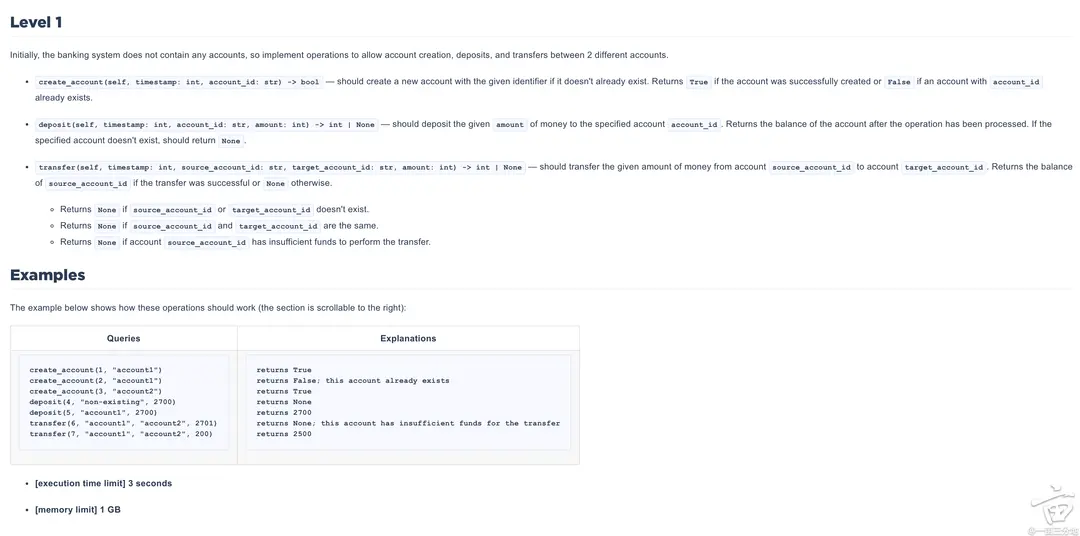 Level 1
Initially, the banking system does not contain any accounts, so implement operations to allow account creation, deposits, and transfers between 2 different accounts.
• create_account(self, timestamp: int, account_id: str) -> bool — should create a new account with the given identifier if it doesn't already exist. Returns True if the account was successfully created or False if an account with account_id
already exists.
• deposit(self, timestamp: int, account_id: str, amount: int) -> int | None — should deposit the given amount of money to the specified account account_id. Returns the balance of the account after the operation has been processed. If the
specified account doesn't exist, should return None.
• transfer(self, timestamp: int, source_account_id: str, target_account_id: str, amount: int) -> int | None — should transfer the given amount of money from account source_account_id to account target_account_id. Returns the balance
of source_account_id if the transfer was successful or None otherwise.
◦ Returns None if source_account_id or target_account_id doesn't exist.
◦ Returns None if source_account_id and target_account_id are the same.
◦ Returns None if account source_account_id has insufficient funds to perform the transfer.
Examples
The example below shows how these operations should work (the section is scrollable to the right):
Queries Explanations
create_account(1, "account1") returns True
create_account(2, "account1") returns False; this account already exists
create_account(3, "account2") returns True
deposit(4, "non-existing", 2700) returns None
deposit(5, "account1", 2700) returns 2700
transfer(6, "account1", "account2", 2701) returns None; this account has insufficient funds for the transfer
transfer(7, "account1", "account2", 200) returns 2500
• [execution time limit] 3 seconds
• [memory limit] 1 GB